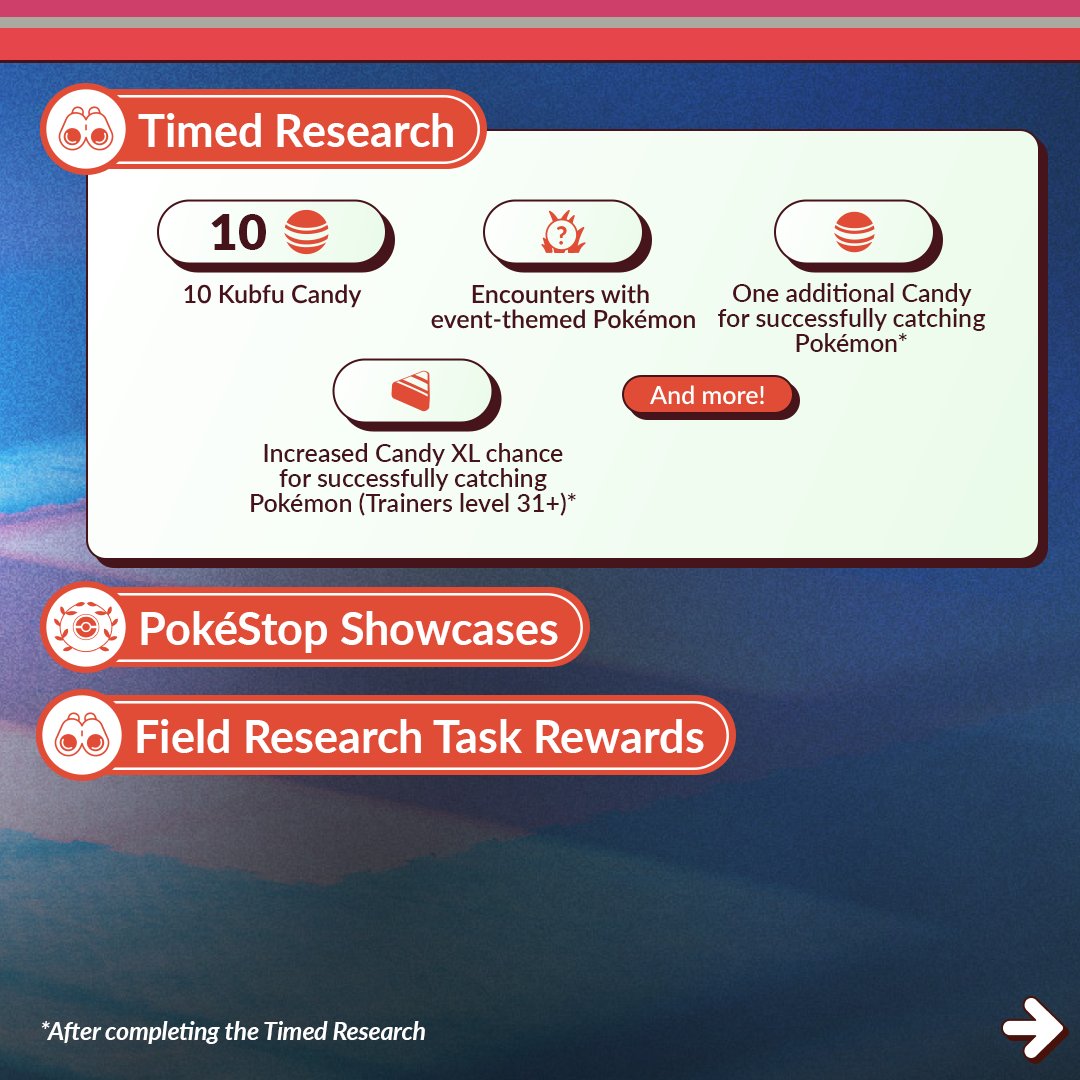 Timed Research
10
10 Kubfu Candy
?
Encounters with
event-themed Pokémon
One additional Candy
for successfully catching
Pokémon*
Increased Candy XL chance
for successfully catching
Pokémon (Trainers level 31+)*
And more!
PokéStop Showcases
Field Research Task Rewards
*After completing the Timed Research